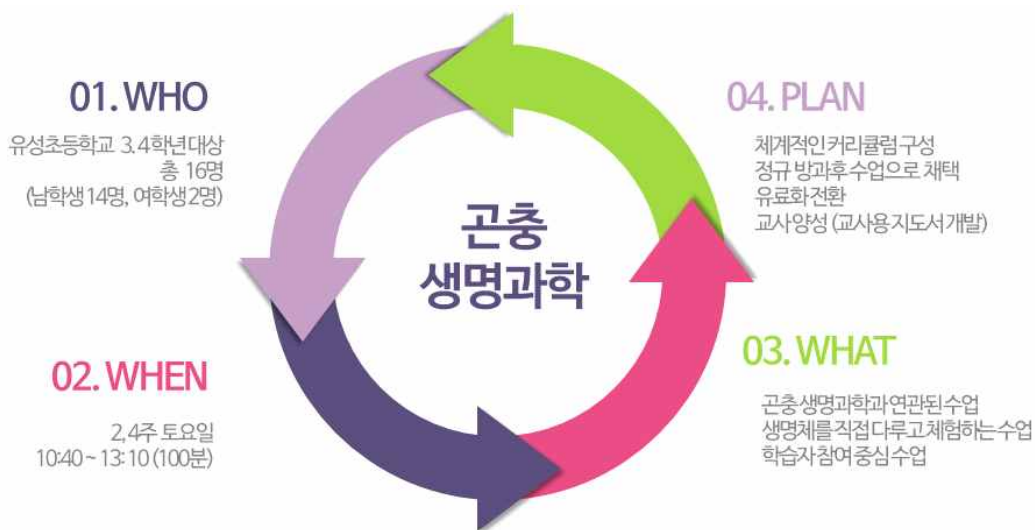 01. WHO
유성초등학교 3.4학년 대상
총 16명
(남학생 14명, 여학생 2명)
02. WHEN
2, 4주 토요일
10:40 ~ 13:10 (100분)
곤충
생명과학
04. PLAN
체계적인 커리큘럼 구성
정규 방과후 수업으로 채택
유료화 전환
교사 양성 (교사용 지도서 개발)
03. WHAT
곤충 생명과학과 연관된 수업
생명체를 직접 다루고 체험하는 수업
학습자 참여 중심 수업